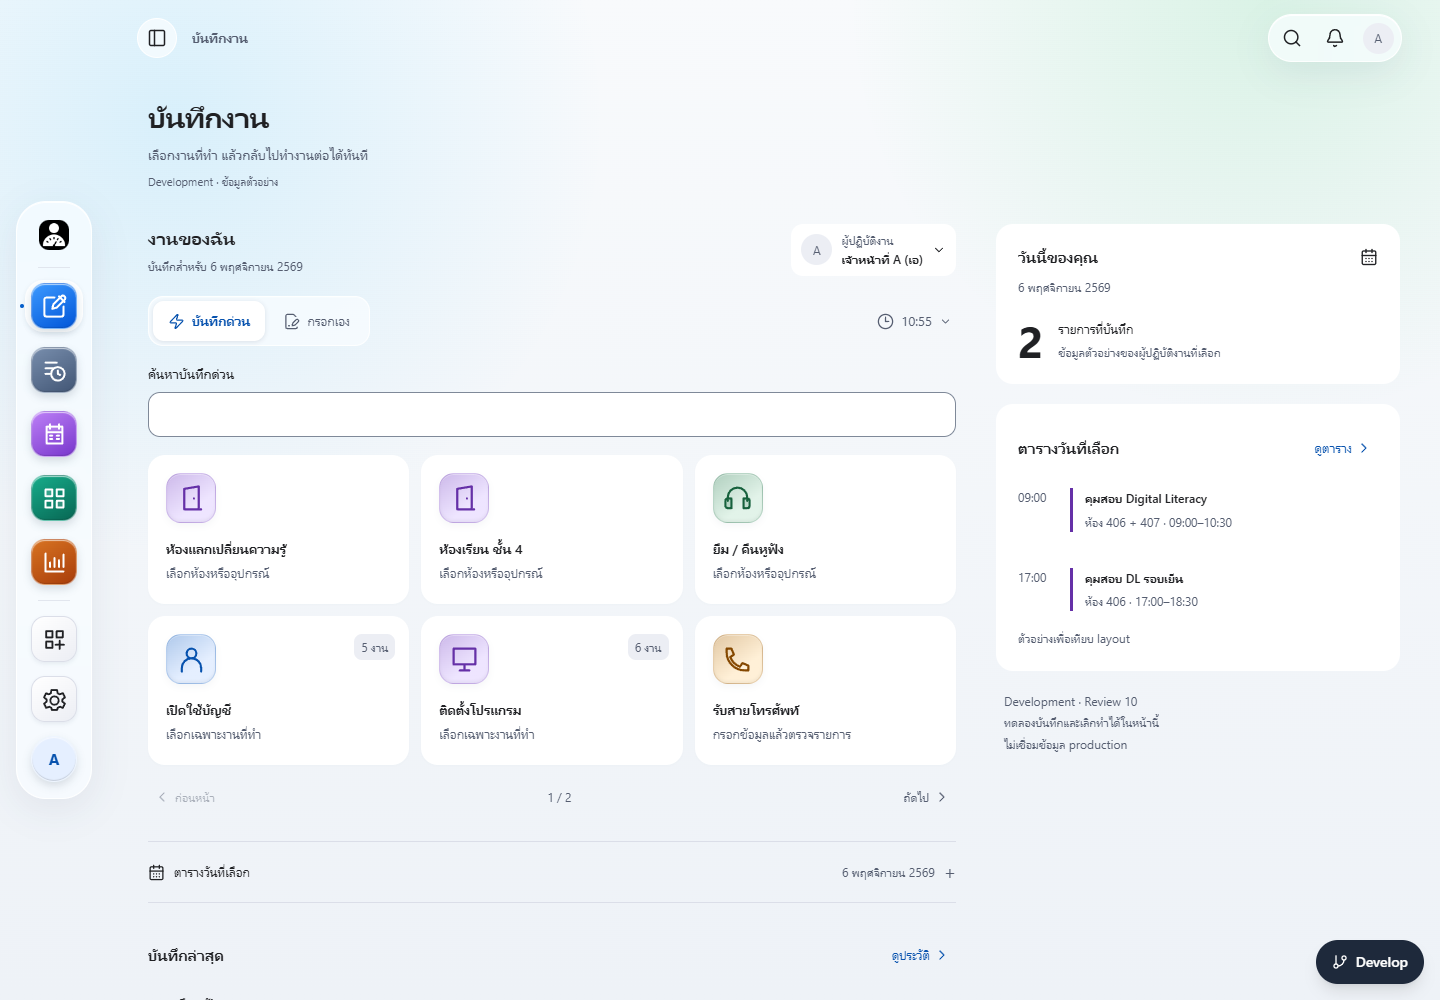 บันทึกงาน
A
บันทึกงาน
เลือกงานที่ทำ แล้วกลับไปทำงานต่อได้ทันที
Development · ข้อมูลตัวอย่าง
งานของฉัน
บันทึกสำหรับ 6 พฤศจิกายน 2569
A
ผู้ปฏิบัติงาน
เจ้าหน้าที่ A (เอ)
บันทึกด่วน
กรอกเอง
10:55
ค้นหาบันทึกด่วน
ห้องแลกเปลี่ยนความรู้
เลือกห้องหรืออุปกรณ์
ห้องเรียน ชั้น 4
เลือกห้องหรืออุปกรณ์
ยืม / คืนหูฟัง
เลือกห้องหรืออุปกรณ์
5 งาน
เปิดใช้บัญชี
เลือกเฉพาะงานที่ทำ
6 งาน
ติดตั้งโปรแกรม
เลือกเฉพาะงานที่ทำ
รับสายโทรศัพท์
กรอกข้อมูลแล้วตรวจรายการ
ก่อนหน้า
1 / 2
ถัดไป
ตารางวันที่เลือก
6 พฤศจิกายน 2569
บันทึกล่าสุด
ดูประวัติ
วันนี้ของคุณ
6 พฤศจิกายน 2569
2
รายการที่บันทึก
ข้อมูลตัวอย่างของผู้ปฏิบัติงานที่เลือก
ตารางวันที่เลือก
ดูตาราง
09:00
คุมสอบ Digital Literacy
ห้อง 406 + 407 · 09:00–10:30
17:00
คุมสอบ DL รอบเย็น
ห้อง 406 · 17:00–18:30
ตัวอย่างเพื่อเทียบ layout
Development · Review 10
ทดลองบันทึกและเลิกทำได้ในหน้านี้
ไม่เชื่อมข้อมูล production
A
Develop